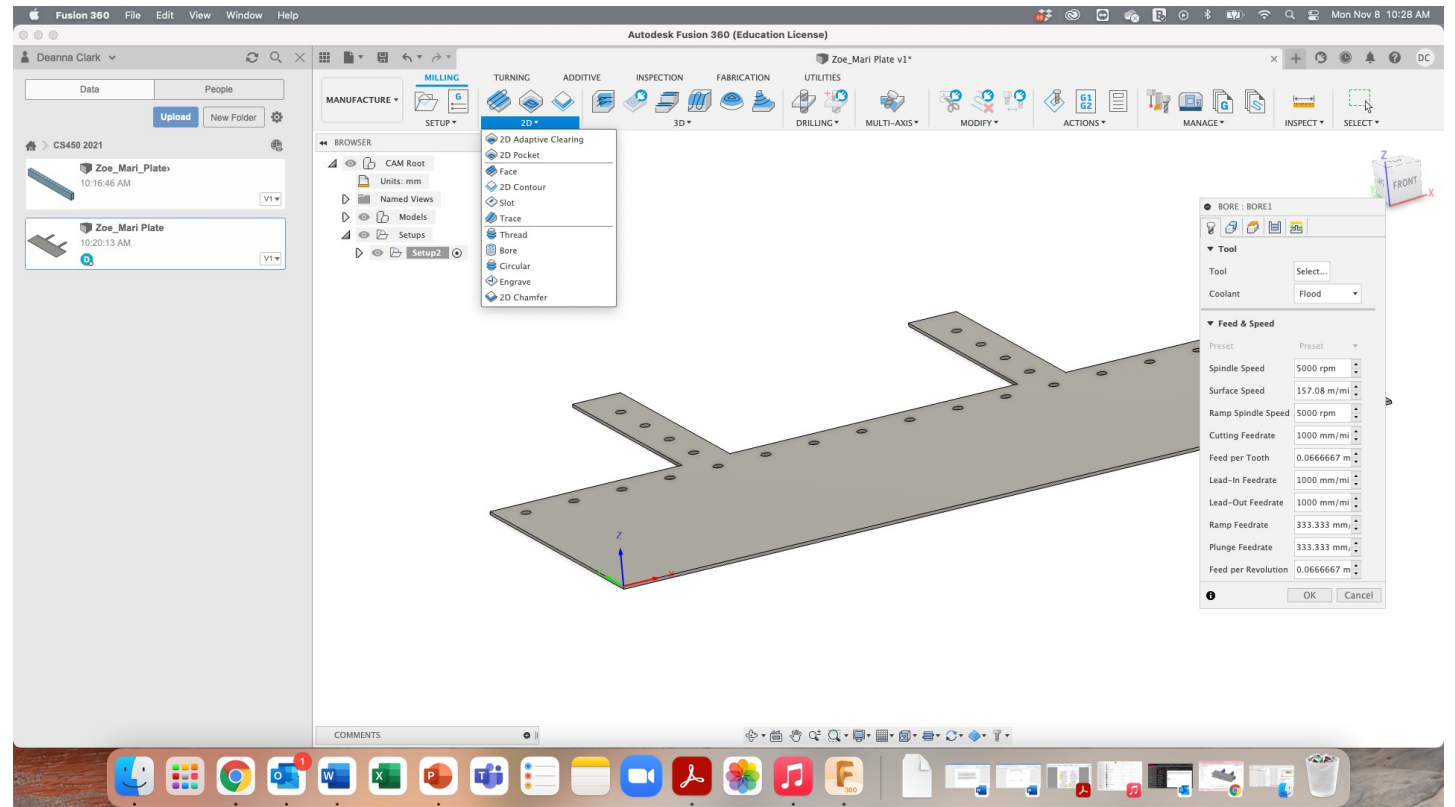 Fusion 360 File Edit View Window Help
Mon Nov 8 10:28 AM
Autodesk Fusion 360 (Education License)
Deanna Clark
Zoe_Mari Plate v1*
DC
Data People
Upload New Folder
CS450 2021
Zoe_Mari_Plate
10:16:46 AM
V1
Zoe_Mari Plate
10:20:13 AM
D
V1
MILLING TURNING ADDITIVE INSPECTION FABRICATION UTILITIES
MANUFACTURE
G
G1
G2
G
SETUP 2D 3D DRILLING MULTI-AXIS MODIFY ACTIONS MANAGE INSPECT SELECT
BROWSER
CAM Root
Units: mm
Named Views
Models
Setups
Setup2
2D Adaptive Clearing
2D Pocket
Face
2D Contour
Slot
Trace
Thread
Bore
Circular
Engrave
2D Chamfer
Z
FRONT
X
Z
X
BORE : BORE1
Tool
Tool Select...
Coolant Flood
Feed & Speed
Preset Preset
Spindle Speed 5000 rpm
Surface Speed 157.08 m/mi
Ramp Spindle Speed 5000 rpm
Cutting Feedrate 1000 mm/mi
Feed per Tooth 0.0666667 m
Lead-In Feedrate 1000 mm/mi
Lead-Out Feedrate 1000 mm/mi
Ramp Feedrate 333.333 mm/
Plunge Feedrate 333.333 mm/
Feed per Revolution 0.0666667 m
OK Cancel
COMMENTS
1
W
X
P
F
360